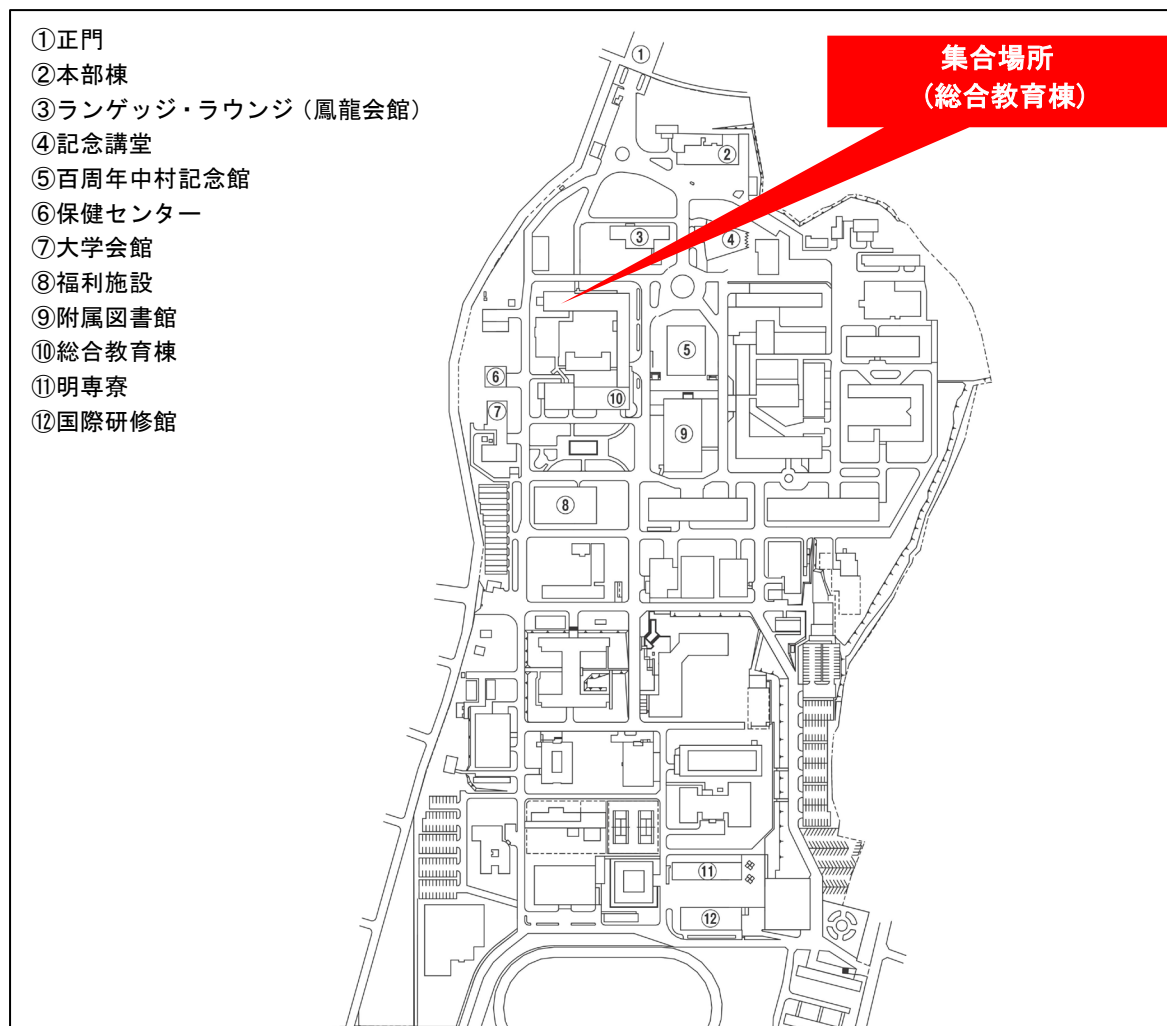 ①正門
②本部棟
③ランゲッジ・ラウンジ（鳳龍会館）
④記念講堂
⑤百周年中村記念館
⑥保健センター
⑦大学会館
⑧福利施設
⑨附属図書館
⑩総合教育棟
⑪明専寮
⑫国際研修館
集合場所
(総合教育棟)
①
②
③
④
⑤
⑥
⑩
⑦
⑨
⑧
⑪
⑫